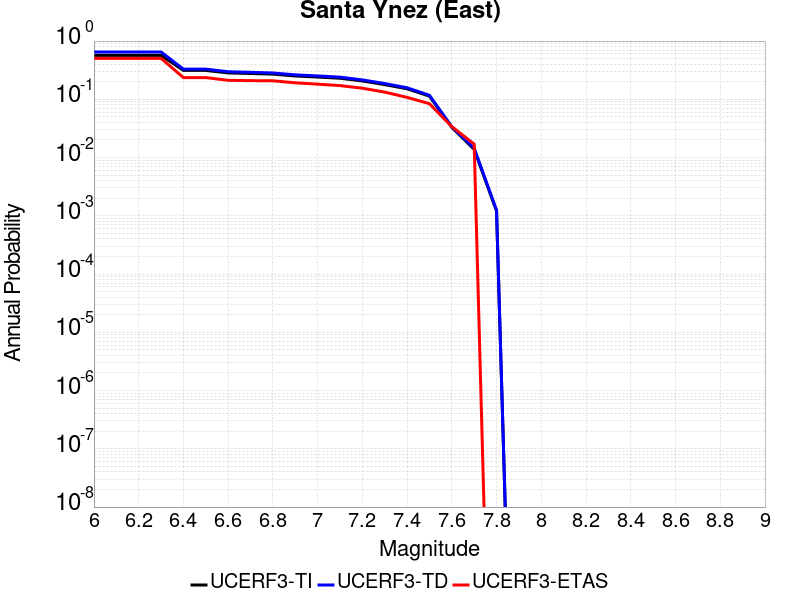 Santa Ynez (East)
10^0
10^-1
10^-2
10^-3
10^-4
10^-5
10^-6
10^-7
10^-8
Annual Probability
6 6.2 6.4 6.6 6.8 7 7.2 7.4 7.6 7.8 8 8.2 8.4 8.6 8.8 9
Magnitude
UCERF3-TI UCERF3-TD UCERF3-ETAS